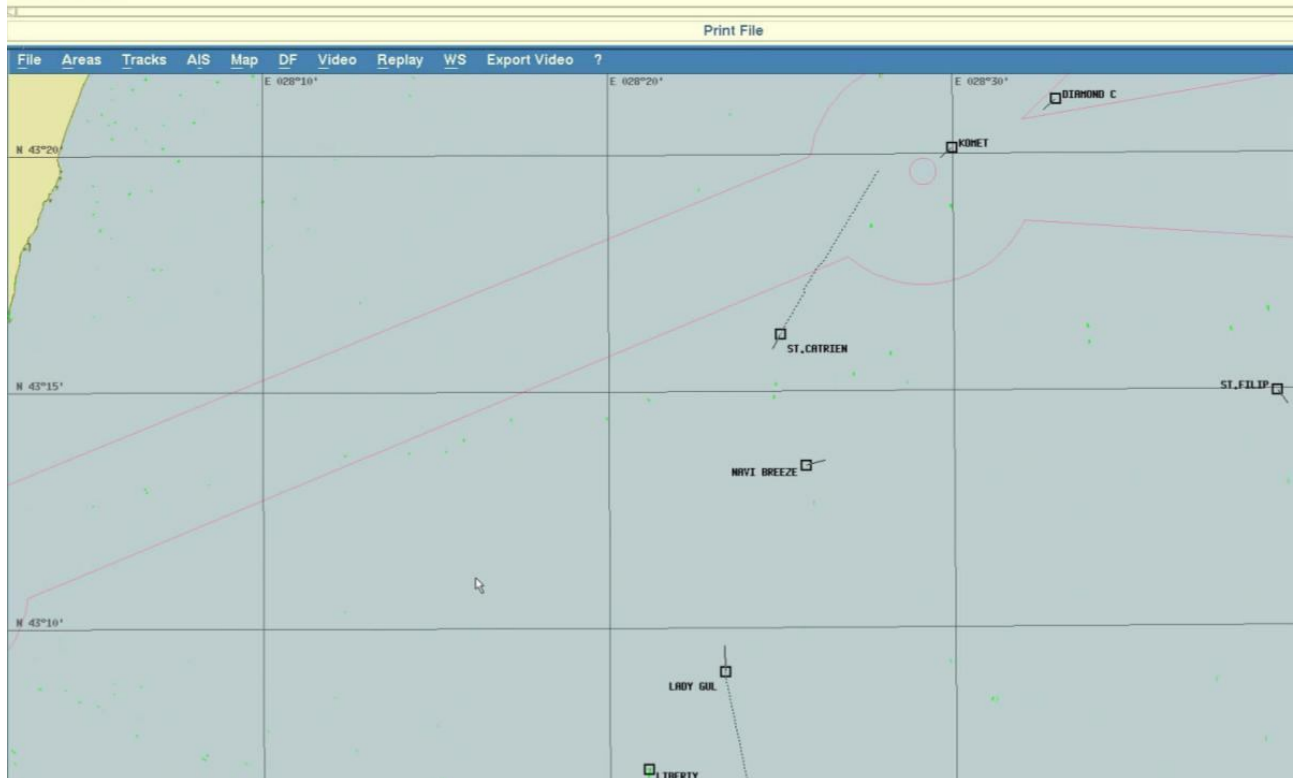 Print File
File Areas Tracks AIS Map DF Video Replay WS Export Video ?
E 028°10' E 028°20' E 028°30'
DIAMOND C
KOMET
N 43°20'
ST.CATRIEN
N 43°15'
ST.FILIP
NAVI BREEZE
N 43°10'
LADY GUL
LIBERTY